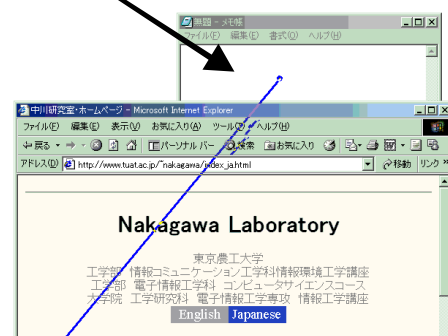 無題 - メモ帳
ファイル(F) 編集(E) 書式(O) ヘルプ(H)
中川研究室・ホームページ - Microsoft Internet Explorer
ファイル(F) 編集(E) 表示(V) お気に入り(A) ツール(T) ヘルプ(H)
戻る パーソナル バー 検索 お気に入り
アドレス(D) http://www.tuat.ac.jp/~nakagawa/index_ja.html 移動 リンク »
Nakagawa Laboratory
東京農工大学
工学部 情報コミュニケーション工学科情報環境工学講座
工学部 電子情報工学科 コンピュータサイエンスコース
大学院 工学研究科 電子情報工学専攻 情報工学講座
English Japanese